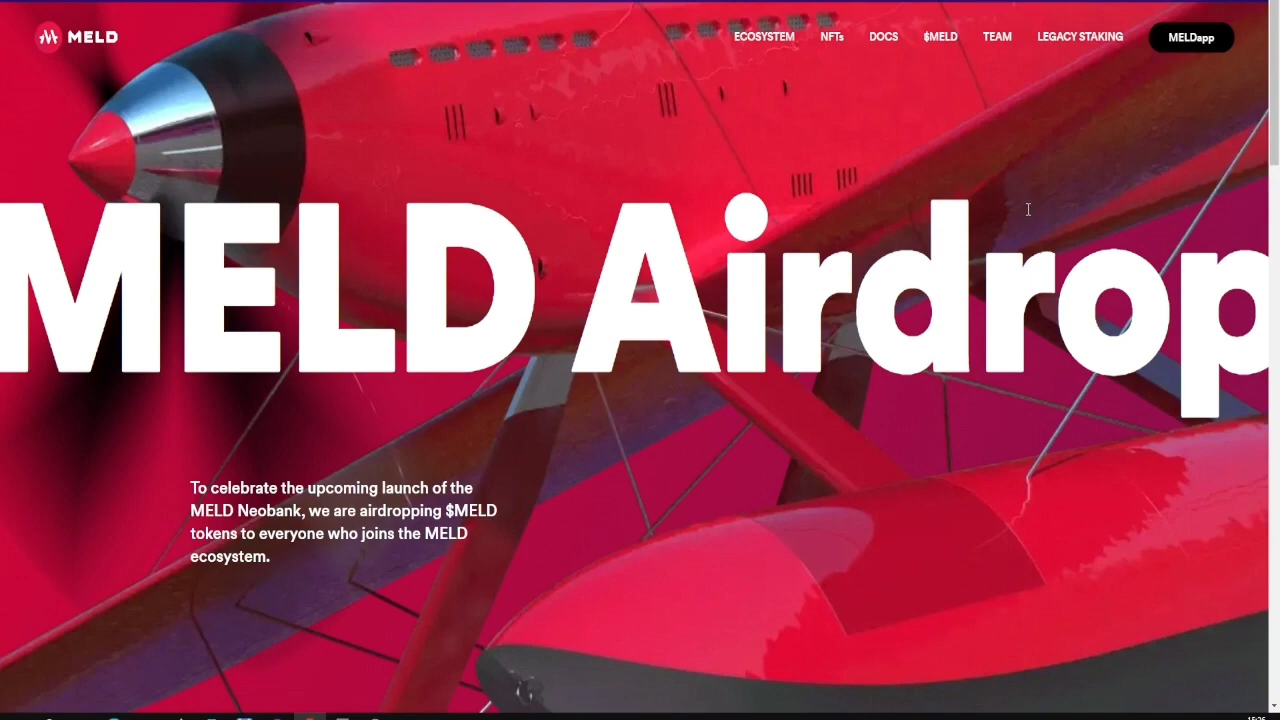 MELD
ECOSYSTEM NFTs DOCS $MELD TEAM LEGACY STAKING MELDapp
MELD Airdrop
To celebrate the upcoming launch of the
MELD Neobank, we are airdropping $MELD
tokens to everyone who joins the MELD
ecosystem.